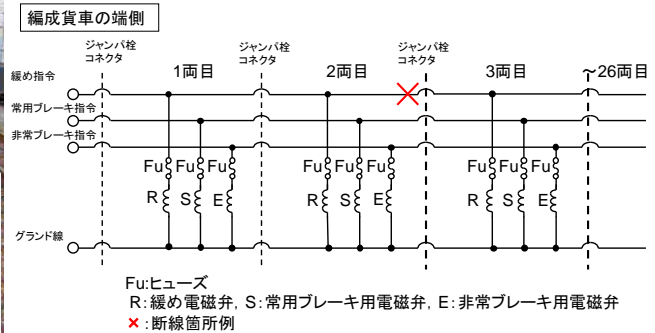 編成貨車の端側
ジャンパ栓
コネクタ
ジャンパ栓
コネクタ
ジャンパ栓
コネクタ
1両目
2両目
3両目
～26両目
緩め指令
常用ブレーキ指令
非常ブレーキ指令
Fu
Fu
Fu
Fu
Fu
Fu
Fu
Fu
Fu
R
S
E
R
S
E
R
S
E
グランド線
Fu:ヒューズ
R:緩め電磁弁, S:常用ブレーキ用電磁弁, E:非常ブレーキ用電磁弁
×:断線箇所例